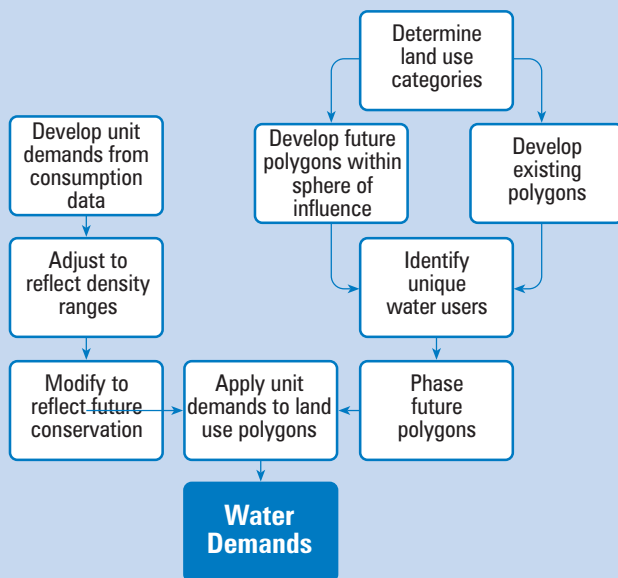 Determine
land use
categories
Develop unit
demands from
consumption
data
Develop future
polygons within
sphere of
influence
Develop
existing
polygons
Adjust to
reflect density
ranges
Identify
unique
water users
Modify to
reflect future
conservation
Apply unit
demands to land
use polygons
Phase
future
polygons
Water
Demands